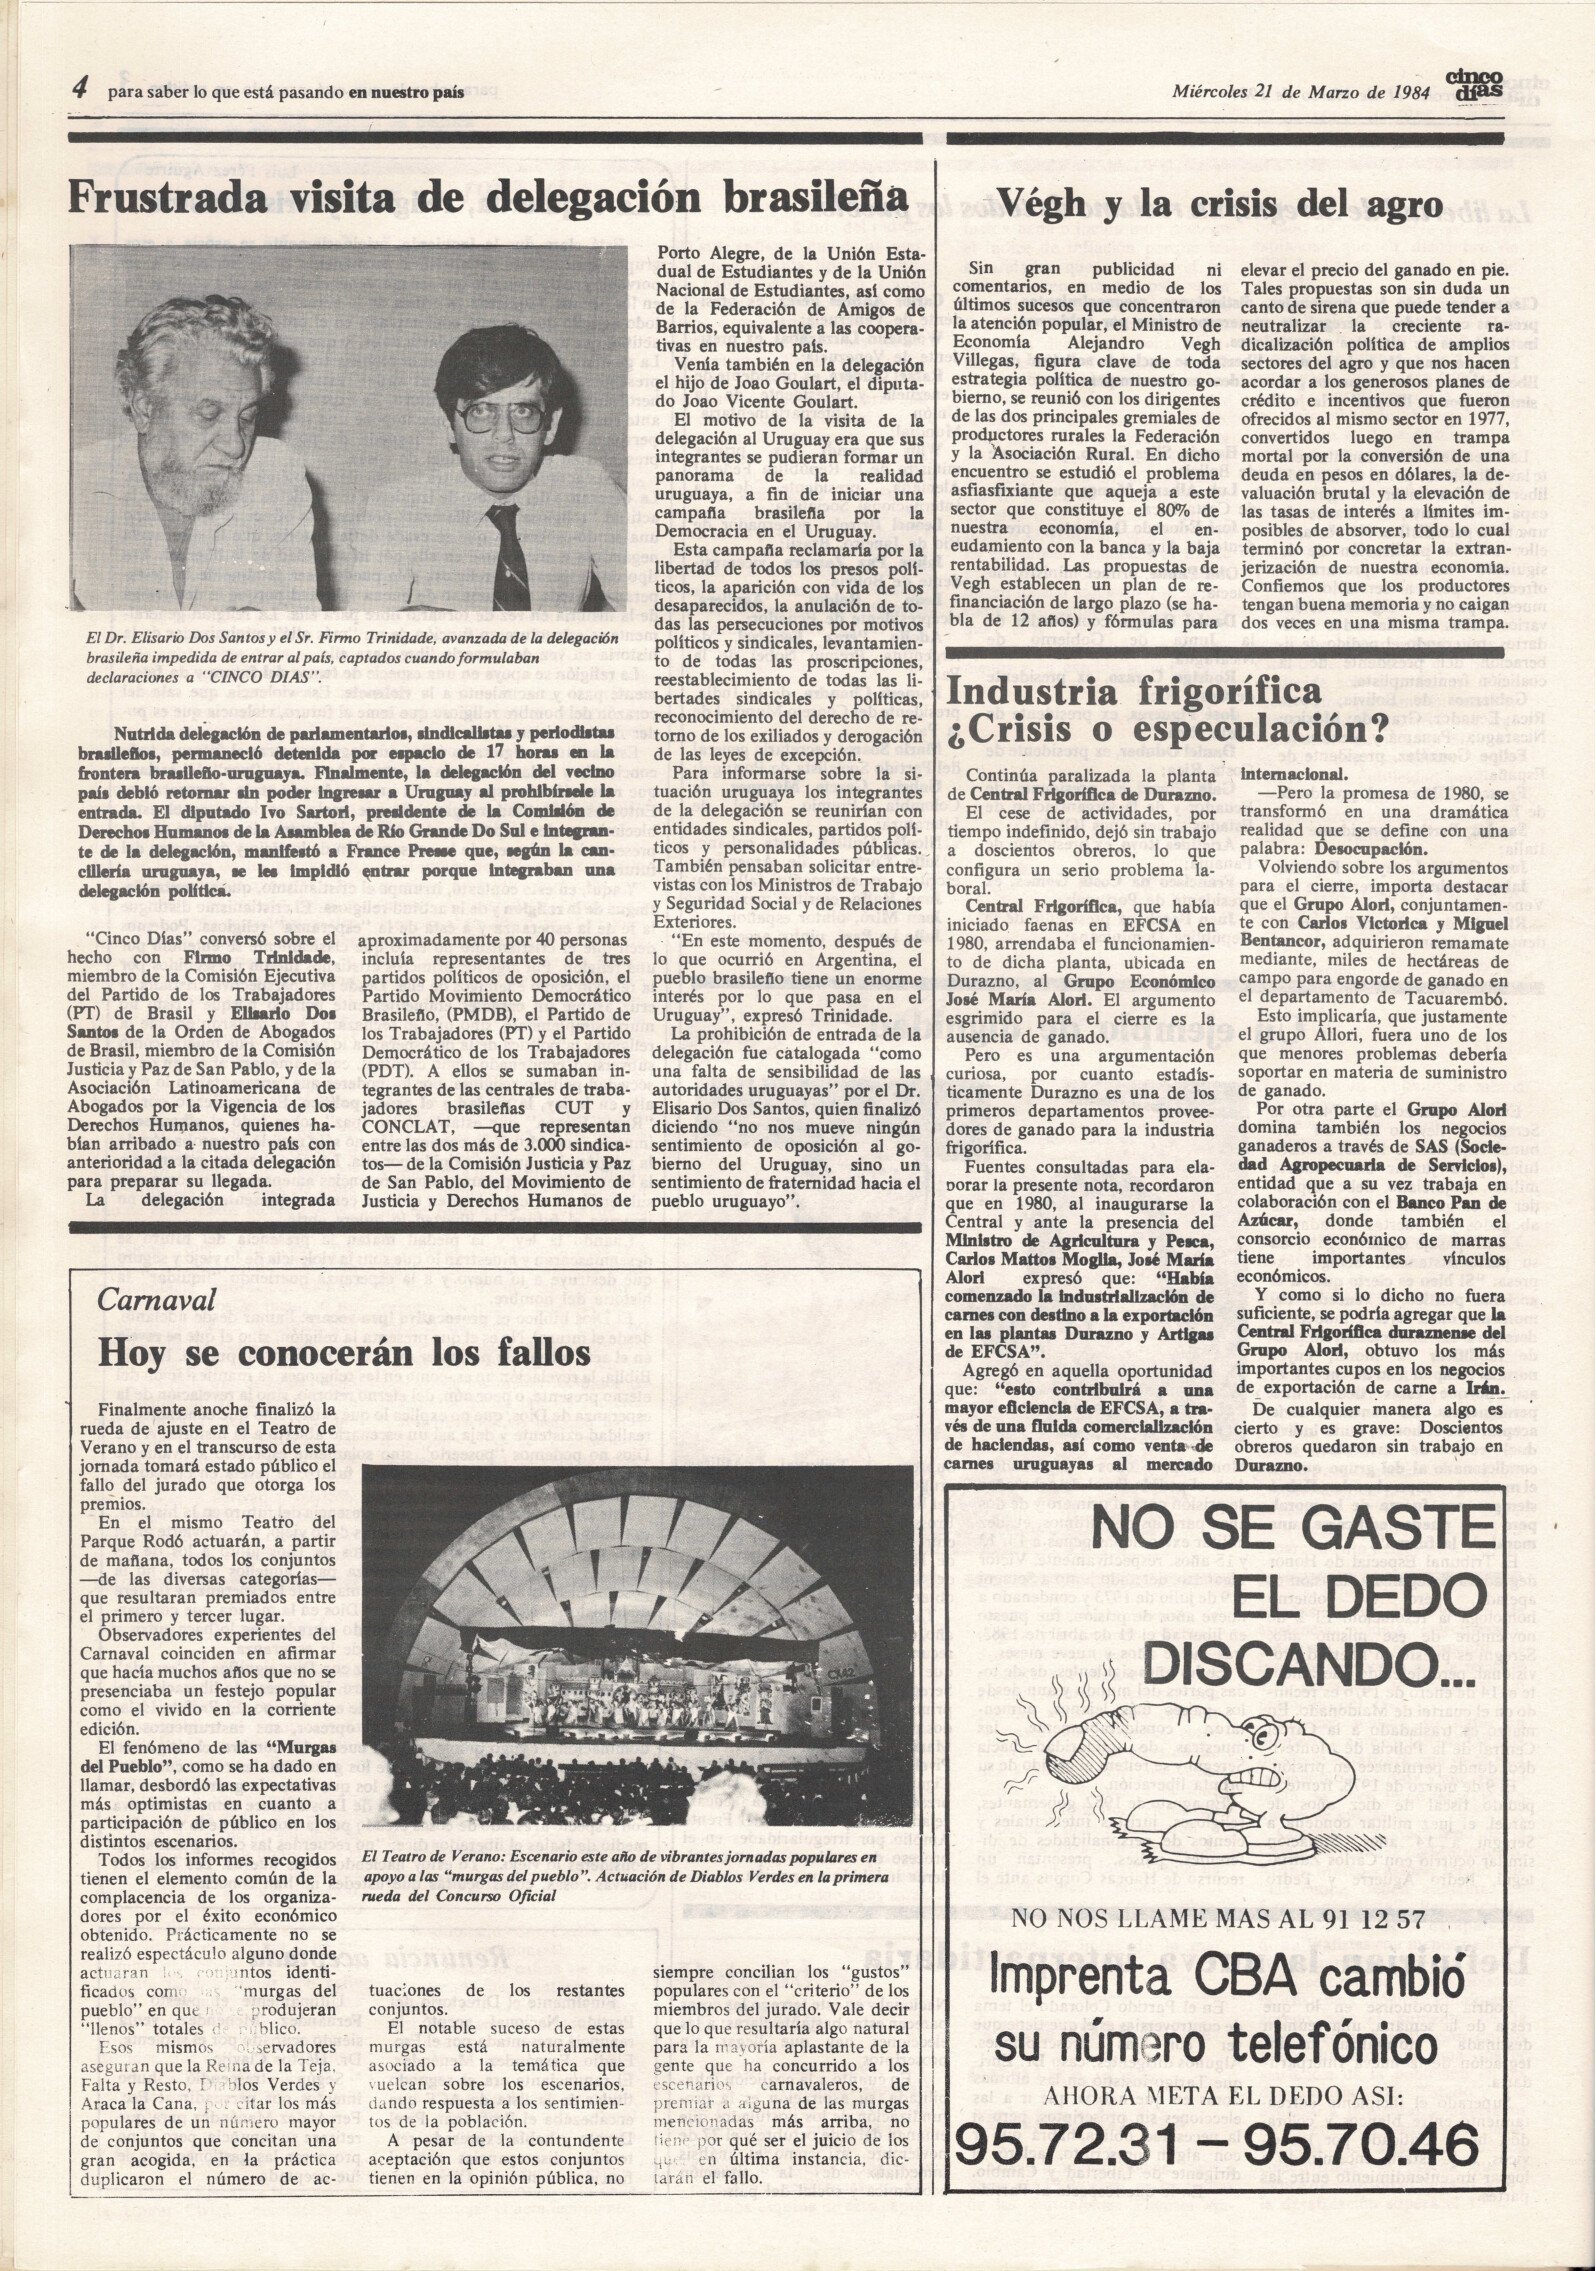 4 para saber lo que está pasando en nuestro país
Miércoles 21 de Marzo de 1984
cinco días
Frustrada visita de delegación brasileña
El Dr. Elisario Dos Santos y el Sr. Firmo Trinidade, avanzada de la delegación
brasileña impedida de entrar al país, captados cuando formulaban
declaraciones a "CINCO DIAS".
Nutrida delegación de parlamentarios, sindicalistas y periodistas
brasileños, permaneció detenida por espacio de 17 horas en la
frontera brasileño-uruguaya. Finalmente, la delegación del vecino
país debió retornar sin poder ingresar a Uruguay al prohibírsele la
entrada. El diputado Ivo Sartori, presidente de la Comisión de
Derechos Humanos de la Asamblea de Río Grande Do Sul e integran-
te de la delegación, manifestó a France Presse que, según la can-
cillería uruguaya, se les impidió entrar porque integraban una
delegación política.
"Cinco Días" conversó sobre el
hecho con Firmo Trinidade,
miembro de la Comisión Ejecutiva
del Partido de los Trabajadores
(PT) de Brasil y Elisario Dos
Santos de la Orden de Abogados
de Brasil, miembro de la Comisión
Justicia y Paz de San Pablo, y de la
Asociación Latinoamericana de
Abogados por la Vigencia de los
Derechos Humanos, quienes ha-
bían arribado a nuestro país con
anterioridad a la citada delegación
para preparar su llegada.
La delegación integrada
aproximadamente por 40 personas
incluía representantes de tres
partidos políticos de oposición, el
Partido Movimiento Democrático
Brasileño, (PMDB), el Partido de
los Trabajadores (PT) y el Partido
Democrático de los Trabajadores
(PDT). A ellos se sumaban in-
tegrantes de las centrales de traba-
jadores brasileñas CUT y
CONCLAT, —que representan
entre las dos más de 3.000 sindica-
tos— de la Comisión Justicia y Paz
de San Pablo, del Movimiento de
Justicia y Derechos Humanos de
Porto Alegre, de la Unión Esta-
dual de Estudiantes y de la Unión
Nacional de Estudiantes, así como
de la Federación de Amigos de
Barrios, equivalente a las coopera-
tivas en nuestro país.
Venía también en la delegación
el hijo de Joao Goulart, el diputa-
do Joao Vicente Goulart.
El motivo de la visita de la
delegación al Uruguay era que sus
integrantes se pudieran formar un
panorama de la realidad
uruguaya, a fin de iniciar una
campaña brasileña por la
Democracia en el Uruguay.
Esta campaña reclamaría por la
libertad de todos los presos polí-
ticos, la aparición con vida de los
desaparecidos, la anulación de to-
das las persecuciones por motivos
políticos y sindicales, levantamien-
to de todas las proscripciones,
reestablecimiento de todas las li-
bertades sindicales y políticas,
reconocimiento del derecho de re-
torno de los exiliados y derogación
de las leyes de excepción.
Para informarse sobre la si-
tuación uruguaya los integrantes
de la delegación se reunirían con
entidades sindicales, partidos polí-
ticos y personalidades públicas.
También pensaban solicitar entre-
vistas con los Ministros de Trabajo
y Seguridad Social y de Relaciones
Exteriores.
"En este momento, después de
lo que ocurrió en Argentina, el
pueblo brasileño tiene un enorme
interés por lo que pasa en el
Uruguay", expresó Trinidade.
La prohibición de entrada de la
delegación fue catalogada "como
una falta de sensibilidad de las
autoridades uruguayas" por el Dr.
Elisario Dos Santos, quien finalizó
diciendo "no nos mueve ningún
sentimiento de oposición al go-
bierno del Uruguay, sino un
sentimiento de fraternidad hacia el
pueblo uruguayo".
Végh y la crisis del agro
Sin gran publicidad ni
comentarios, en medio de los
últimos sucesos que concentraron
la atención popular, el Ministro de
Economía Alejandro Vegh
Villegas, figura clave de toda
estrategia política de nuestro go-
bierno, se reunió con los dirigentes
de las dos principales gremiales de
productores rurales la Federación
y la Asociación Rural. En dicho
encuentro se estudió el problema
asfiasfixiante que aqueja a este
sector que constituye el 80% de
nuestra economía, el en-
eudamiento con la banca y la baja
rentabilidad. Las propuestas de
Vegh establecen un plan de re-
financiación de largo plazo (se ha-
bla de 12 años) y fórmulas para
elevar el precio del ganado en pie.
Tales propuestas son sin duda un
canto de sirena que puede tender a
neutralizar la creciente ra-
dicalización política de amplios
sectores del agro y que nos hacen
acordar a los generosos planes de
crédito e incentivos que fueron
ofrecidos al mismo sector en 1977,
convertidos luego en trampa
mortal por la conversión de una
deuda en pesos en dólares, la de-
valuación brutal y la elevación de
las tasas de interés a límites im-
posibles de absorver, todo lo cual
terminó por concretar la extran-
jerización de nuestra economía.
Confiemos que los productores
tengan buena memoria y no caigan
dos veces en una misma trampa.
Industria frigorífica
¿Crisis o especulación?
Continúa paralizada la planta
de Central Frigorífica de Durazno.
El cese de actividades, por
tiempo indefinido, dejó sin trabajo
a doscientos obreros, lo que
configura un serio problema la-
boral.
Central Frigorífica, que había
iniciado faenas en EFCSA en
1980, arrendaba el funcionamien-
to de dicha planta, ubicada en
Durazno, al Grupo Económico
José María Alori. El argumento
esgrimido para el cierre es la
ausencia de ganado.
Pero es una argumentación
curiosa, por cuanto estadís-
ticamente Durazno es una de los
primeros departamentos provee-
dores de ganado para la industria
frigorífica.
Fuentes consultadas para ela-
borar la presente nota, recordaron
que en 1980, al inaugurarse la
Central y ante la presencia del
Ministro de Agricultura y Pesca,
Carlos Mattos Moglia, José María
Alori expresó que: "Había
comenzado la industrialización de
carnes con destino a la exportación
en las plantas Durazno y Artigas
de EFCSA".
Agregó en aquella oportunidad
que: "esto contribuirá a una
mayor eficiencia de EFCSA, a tra-
vés de una fluida comercialización
de haciendas, así como venta de
carnes uruguayas al mercado
internacional.
—Pero la promesa de 1980, se
transformó en una dramática
realidad que se define con una
palabra: Desocupación.
Volviendo sobre los argumentos
para el cierre, importa destacar
que el Grupo Alori, conjuntamen-
te con Carlos Victorica y Miguel
Bentancor, adquirieron remamate
mediante, miles de hectáreas de
campo para engorde de ganado en
el departamento de Tacuarembó.
Esto implicaría, que justamente
el grupo Allori, fuera uno de los
que menores problemas debería
soportar en materia de suministro
de ganado.
Por otra parte el Grupo Alori
domina también los negocios
ganaderos a través de SAS (Socie-
dad Agropecuaria de Servicios),
entidad que a su vez trabaja en
colaboración con el Banco Pan de
Azúcar, donde también el
consorcio económico de marras
tiene importantes vínculos
económicos.
Y como si lo dicho no fuera
suficiente, se podría agregar que la
Central Frigorífica duraznense del
Grupo Alori, obtuvo los más
importantes cupos en los negocios
de exportación de carne a Irán.
De cualquier manera algo es
cierto y es grave: Doscientos
obreros quedaron sin trabajo en
Durazno.
Carnaval
Hoy se conocerán los fallos
Finalmente anoche finalizó la
rueda de ajuste en el Teatro de
Verano y en el transcurso de esta
jornada tomará estado público el
fallo del jurado que otorga los
premios.
En el mismo Teatro del
Parque Rodó actuarán, a partir
de mañana, todos los conjuntos
—de las diversas categorías—
que resultaran premiados entre
el primero y tercer lugar.
Observadores experientes del
Carnaval coinciden en afirmar
que hacía muchos años que no se
presenciaba un festejo popular
como el vivido en la corriente
edición.
El fenómeno de las "Murgas
del Pueblo", como se ha dado en
llamar, desbordó las expectativas
más optimistas en cuanto a
participación de público en los
distintos escenarios.
Todos los informes recogidos
tienen el elemento común de la
complacencia de los organiza-
dores por el éxito económico
obtenido. Prácticamente no se
realizó espectáculo alguno donde
actuaran los conjuntos identi-
ficados como las "murgas del
pueblo" en que no se produjeran
"llenos" totales de público.
Esos mismos observadores
aseguran que la Reina de la Teja,
Falta y Resto, Diablos Verdes y
Araca la Cana, por citar los más
populares de un número mayor
de conjuntos que concitan una
gran acogida, en la práctica
duplicaron el número de ac-
CX42
El Teatro de Verano: Escenario este año de vibrantes jornadas populares en
apoyo a las "murgas del pueblo". Actuación de Diablos Verdes en la primera
rueda del Concurso Oficial
tuaciones de los restantes
conjuntos.
El notable suceso de estas
murgas está naturalmente
asociado a la temática que
vuelcan sobre los escenarios,
dando respuesta a los sentimien-
tos de la población.
A pesar de la contundente
aceptación que estos conjuntos
tienen en la opinión pública, no
siempre concilian los "gustos"
populares con el "criterio" de los
miembros del jurado. Vale decir
que lo que resultaría algo natural
para la mayoría aplastante de la
gente que ha concurrido a los
escenarios carnavaleros, de
premiar a alguna de las murgas
mencionadas más arriba, no
tiene por qué ser el juicio de los
que, en última instancia, dic-
tarán el fallo.
NO SE GASTE
EL DEDO
DISCANDO...
NO NOS LLAME MAS AL 91 12 57
Imprenta CBA cambió
su número telefónico
AHORA META EL DEDO ASI:
95.72.31 – 95.70.46